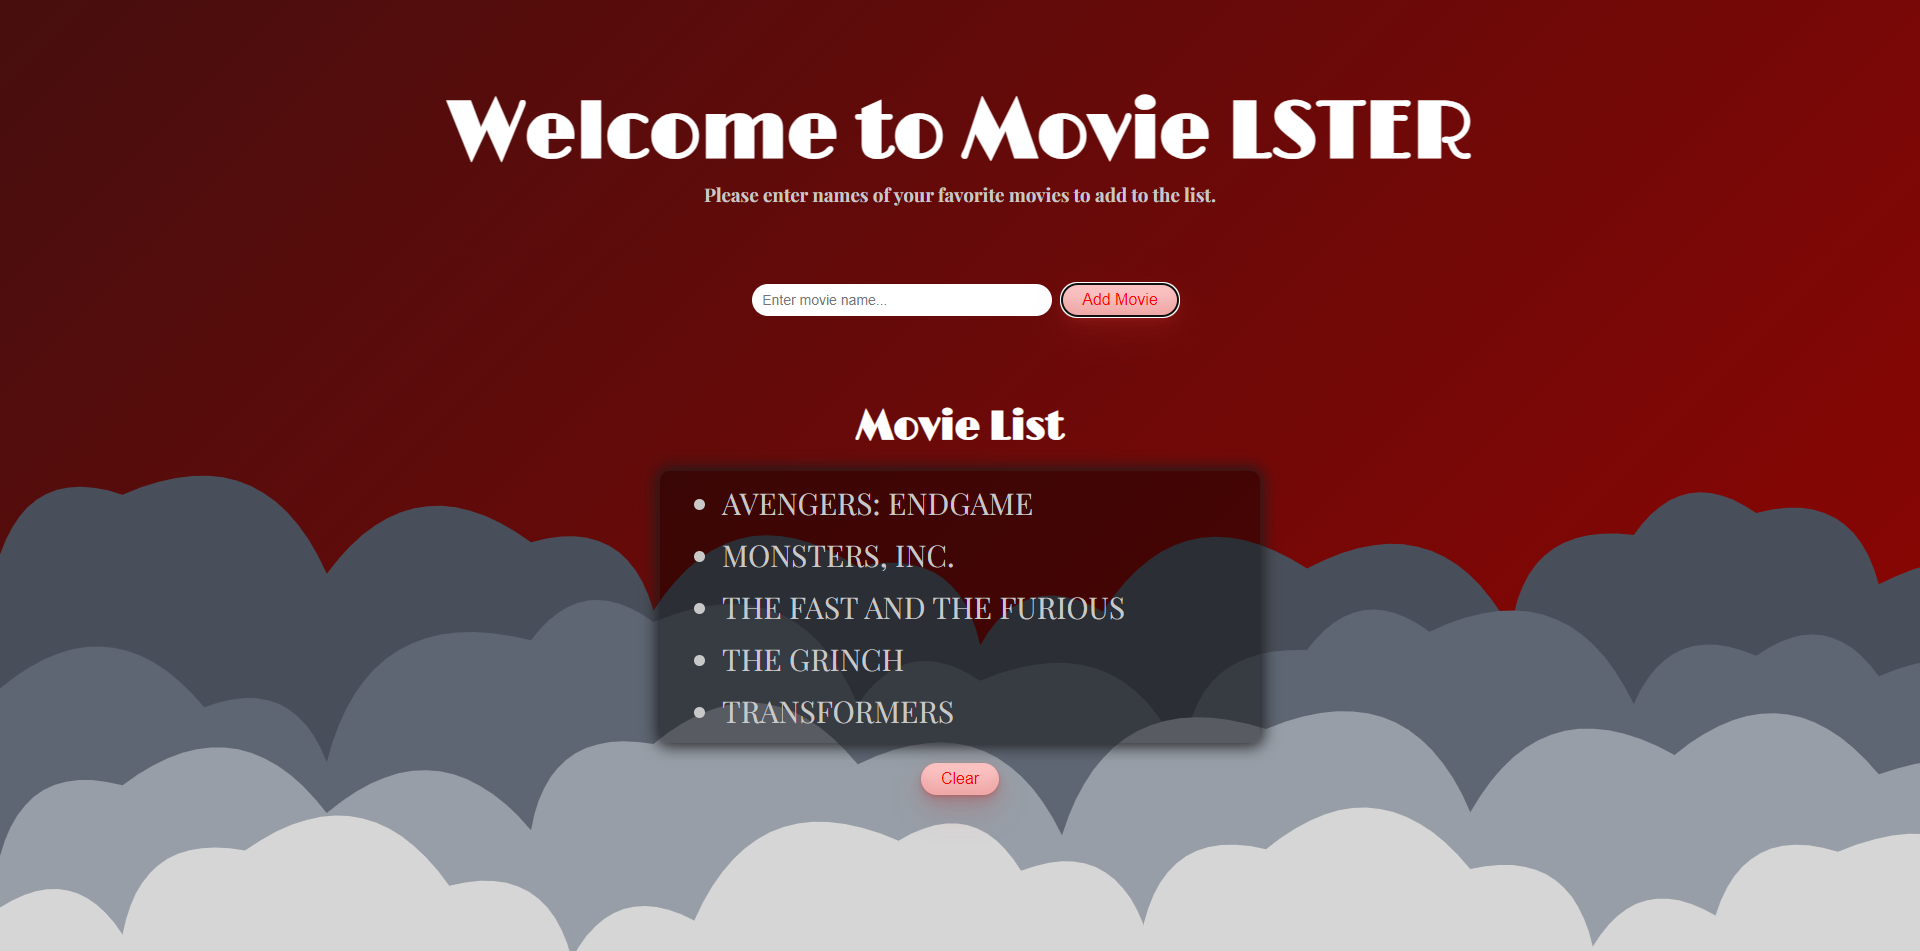 Welcome to Movie LSTER
Please enter names of your favorite movies to add to the list.
Enter movie name...
Add Movie
Movie List
AVENGERS: ENDGAME
MONSTERS, INC.
THE FAST AND THE FURIOUS
THE GRINCH
TRANSFORMERS
Clear